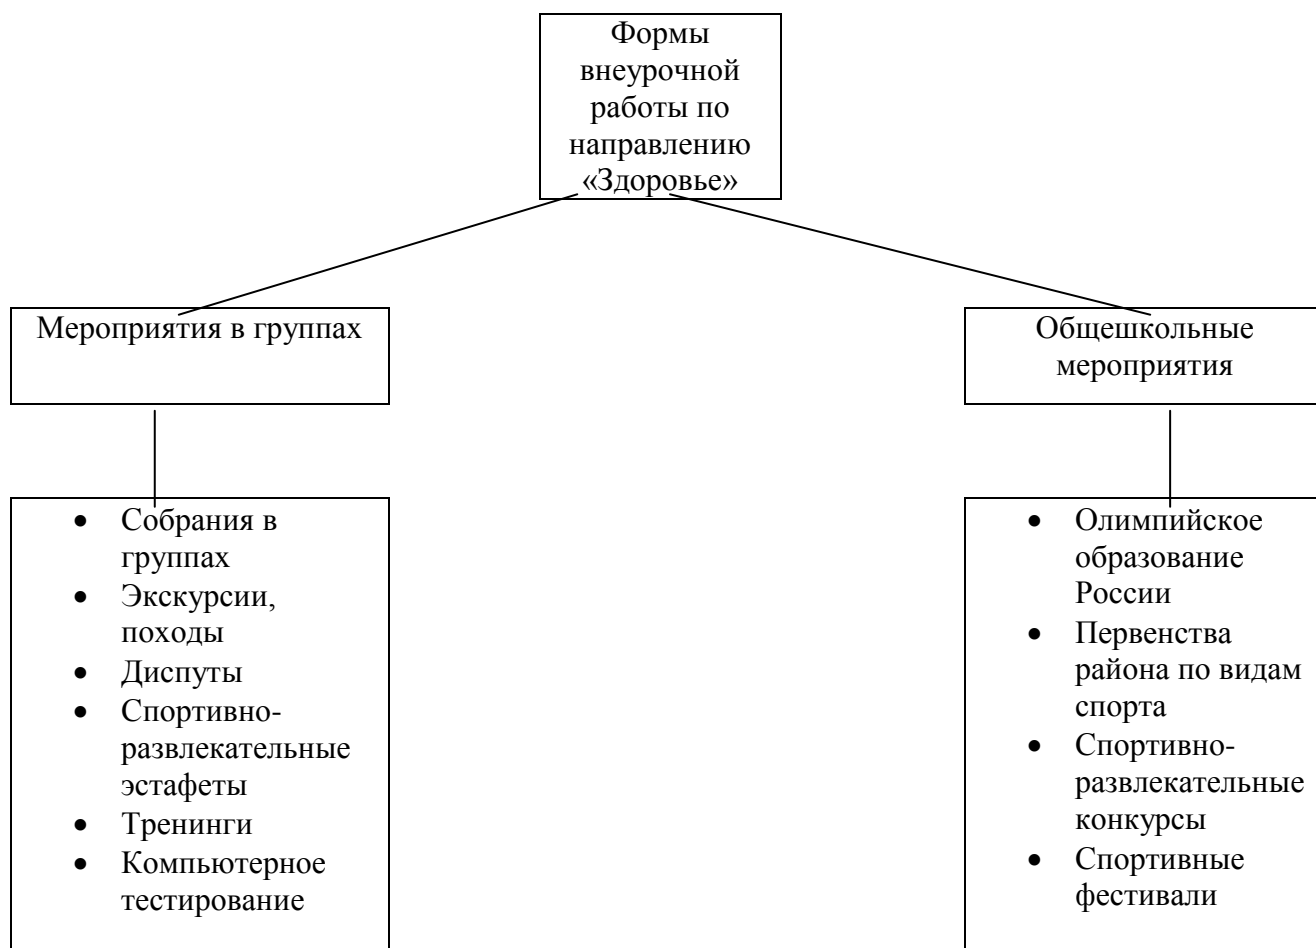 Формы
внеурочной
работы по
направлению
«Здоровье»
Мероприятия в группах
Общешкольные
мероприятия
• Собрания в
группах
• Экскурсии,
походы
• Диспуты
• Спортивно-
развлекательные
эстафеты
• Тренинги
• Компьютерное
тестирование
• Олимпийское
образование
России
• Первенства
района по видам
спорта
• Спортивно-
развлекательные
конкурсы
• Спортивные
фестивали